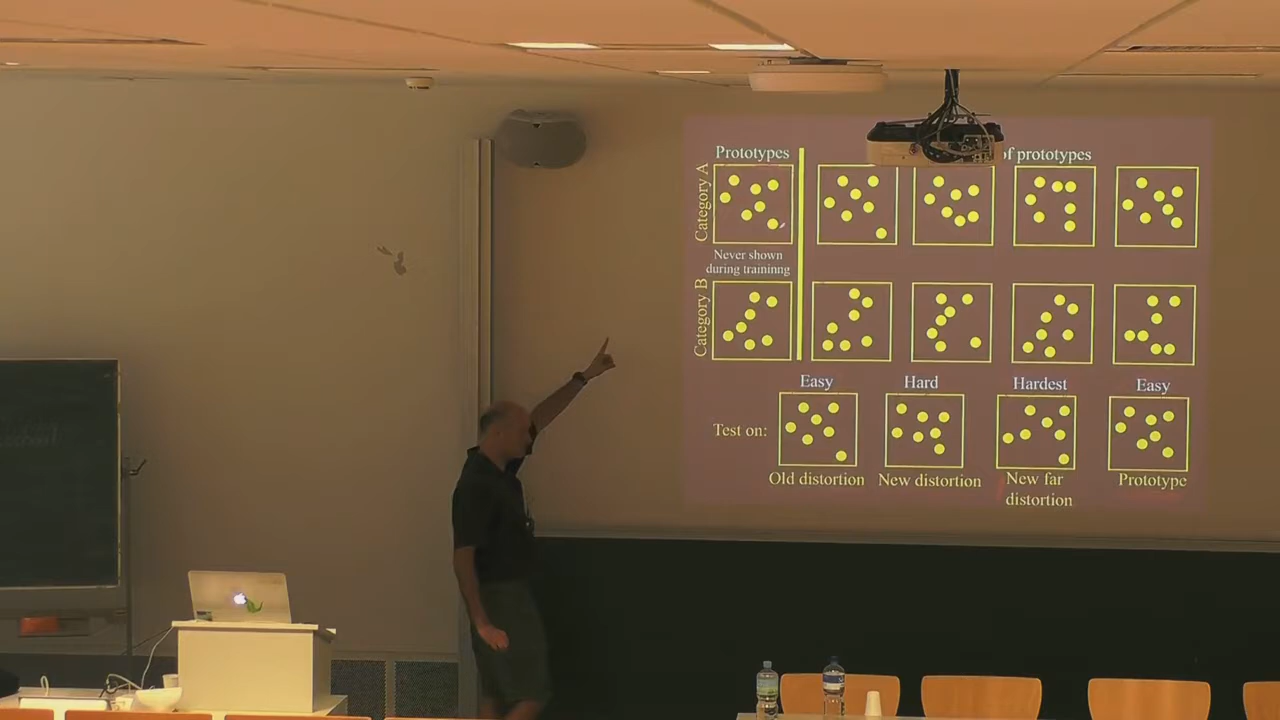 Prototypes
of prototypes
Category A
Never shown
during traininng
Category B
Easy
Hard
Hardest
Easy
Test on:
Old distortion
New distortion
New far
distortion
Prototype